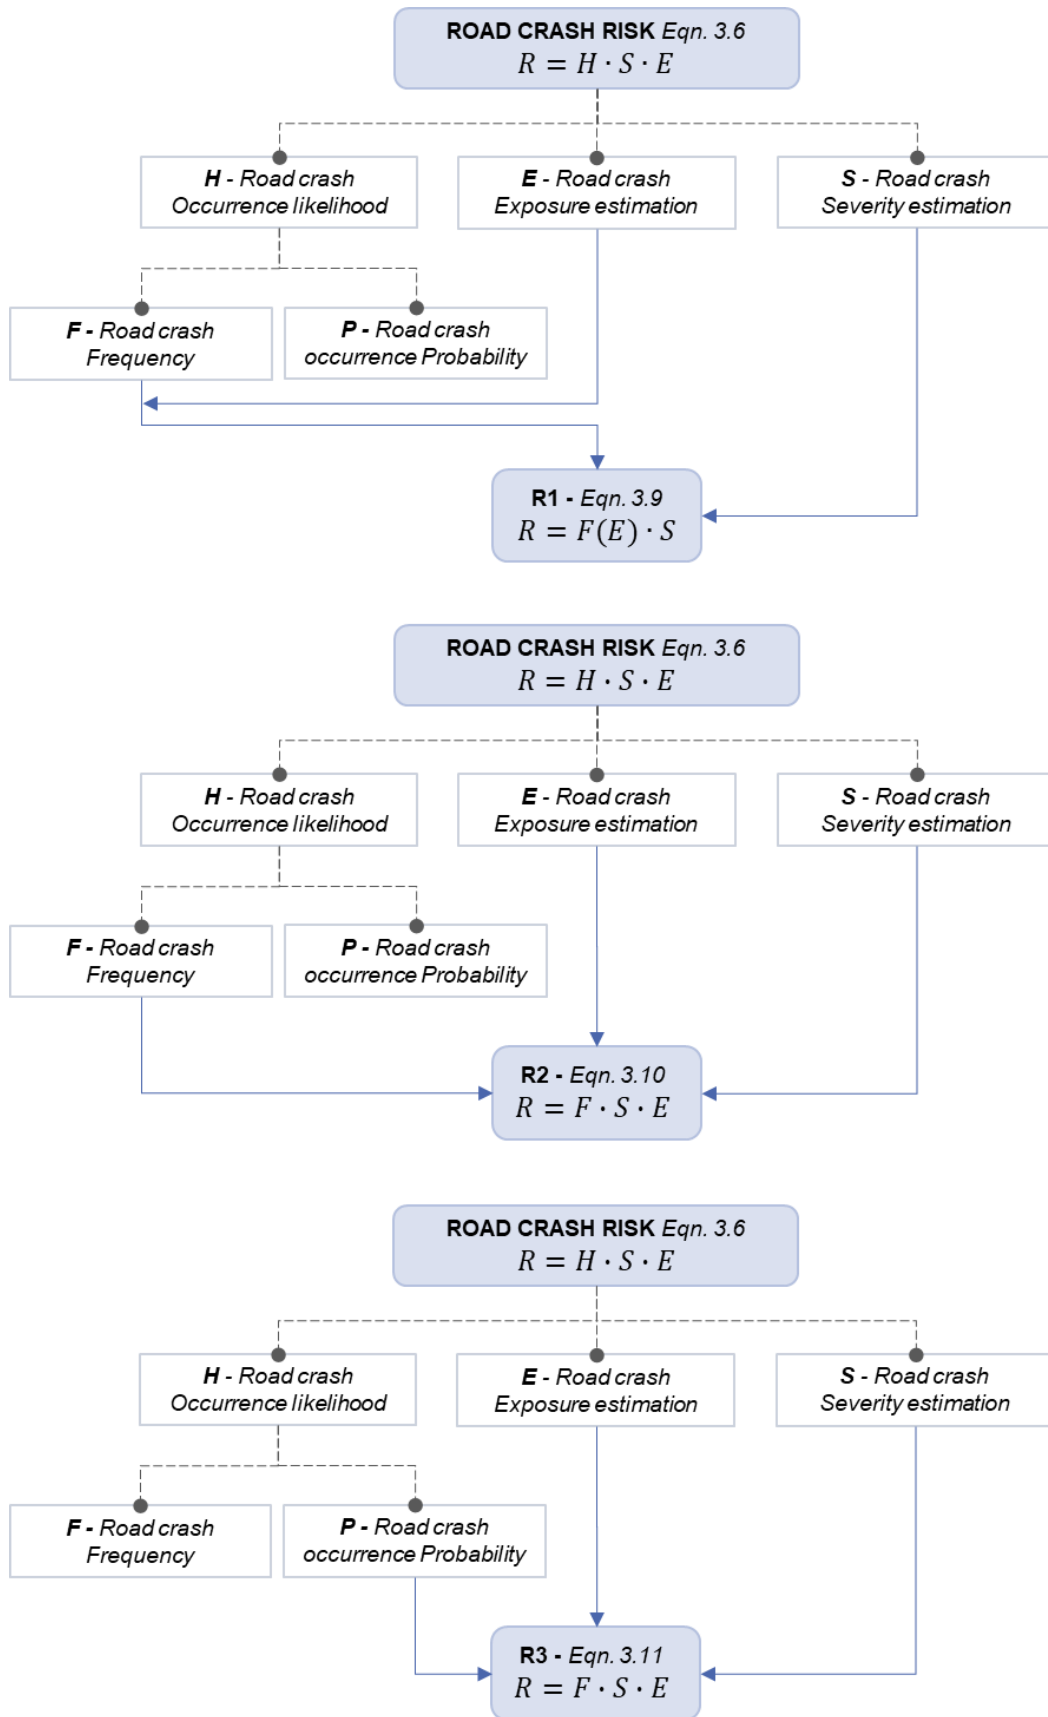 ROAD CRASH RISK Eqn. 3.6
R = H · S · E
H - Road crash
Occurrence likelihood
E - Road crash
Exposure estimation
S - Road crash
Severity estimation
F - Road crash
Frequency
P - Road crash
occurrence Probability
R1 - Eqn. 3.9
R = F(E) · S
ROAD CRASH RISK Eqn. 3.6
R = H · S · E
H - Road crash
Occurrence likelihood
E - Road crash
Exposure estimation
S - Road crash
Severity estimation
F - Road crash
Frequency
P - Road crash
occurrence Probability
R2 - Eqn. 3.10
R = F · S · E
ROAD CRASH RISK Eqn. 3.6
R = H · S · E
H - Road crash
Occurrence likelihood
E - Road crash
Exposure estimation
S - Road crash
Severity estimation
F - Road crash
Frequency
P - Road crash
occurrence Probability
R3 - Eqn. 3.11
R = F · S · E